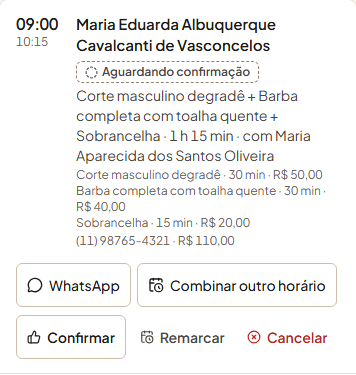 09:00 Maria Eduarda Albuquerque
10:15 Cavalcanti de Vasconcelos
Aguardando confirmação
Corte masculino degradê + Barba
completa com toalha quente +
Sobrancelha · 1 h 15 min · com Maria
Aparecida dos Santos Oliveira
Corte masculino degradê · 30 min · R$ 50,00
Barba completa com toalha quente · 30 min ·
R$ 40,00
Sobrancelha · 15 min · R$ 20,00
(11) 98765-4321 · R$ 110,00
WhatsApp Combinar outro horário
Confirmar Remarcar Cancelar